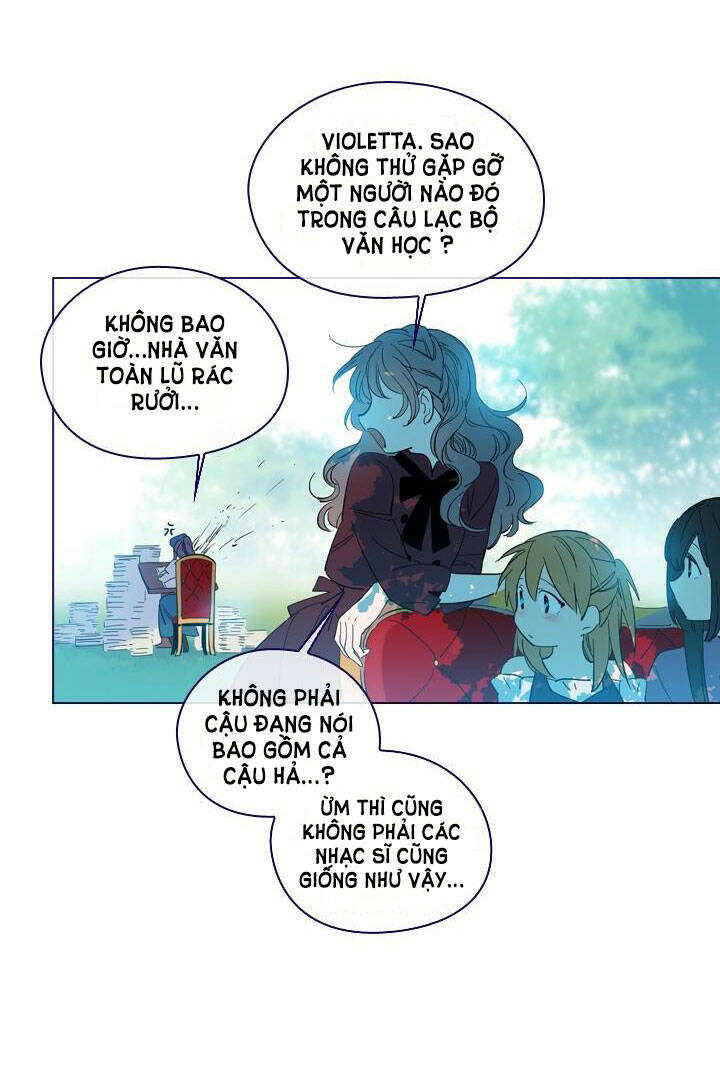 VIOLETTA. SAO
KHÔNG THỬ GẶP GỠ
MỘT NGƯỜI NÀO ĐÓ
TRONG CÂU LẠC BỘ
VĂN HỌC ?
KHÔNG BAO
GIỜ...NHÀ VĂN
TOÀN LŨ RÁC
RƯỞI...
KHÔNG PHẢI
CẬU ĐANG NÓI
BAO GỒM CẢ
CẬU HẢ...?
ỪM THÌ CŨNG
KHÔNG PHẢI CÁC
NHẠC SĨ CŨNG
GIỐNG NHƯ VẬY...